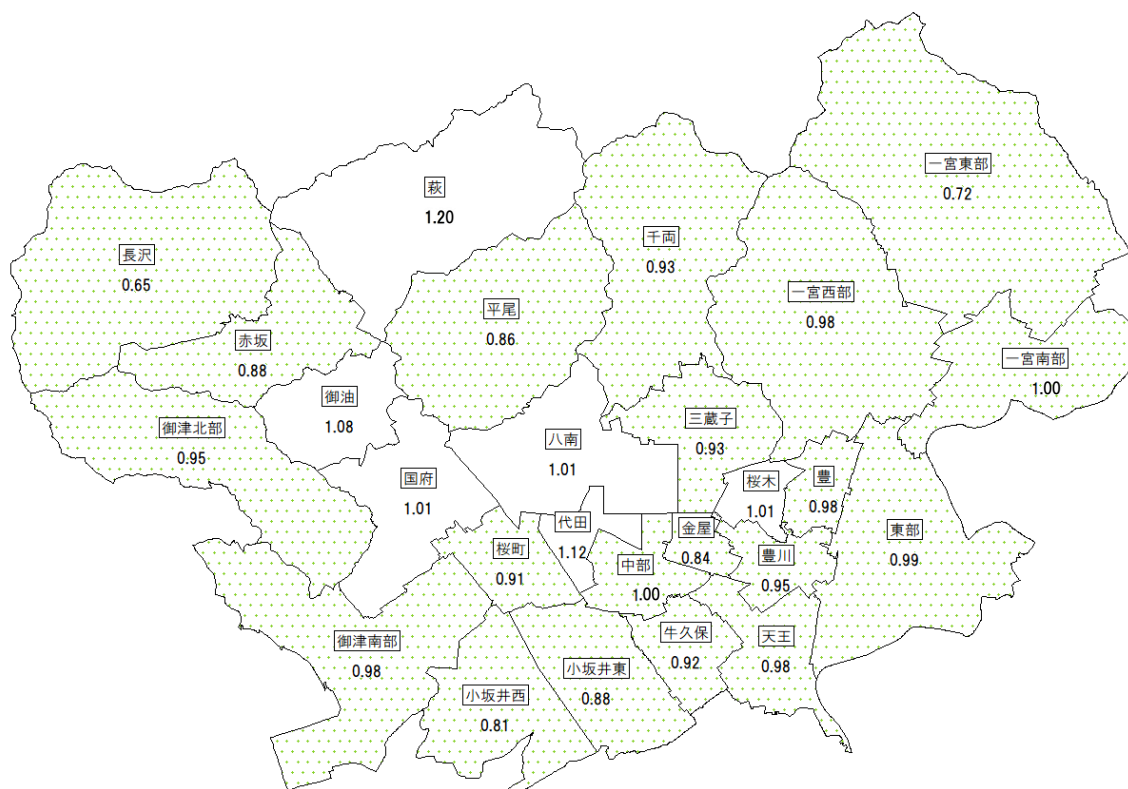 一宮東部
0.72
萩
1.20
千両
0.93
長沢
0.65
一宮西部
0.98
平尾
0.86
赤坂
0.88
一宮南部
1.00
御油
1.08
三蔵子
0.93
御津北部
0.95
八南
1.01
国府
1.01
桜木
1.01
豊
0.98
代田
1.12
金屋
0.84
東部
0.99
桜町
0.91
豊川
0.95
中部
1.00
牛久保
0.92
天王
0.98
御津南部
0.98
小坂井東
0.88
小坂井西
0.81